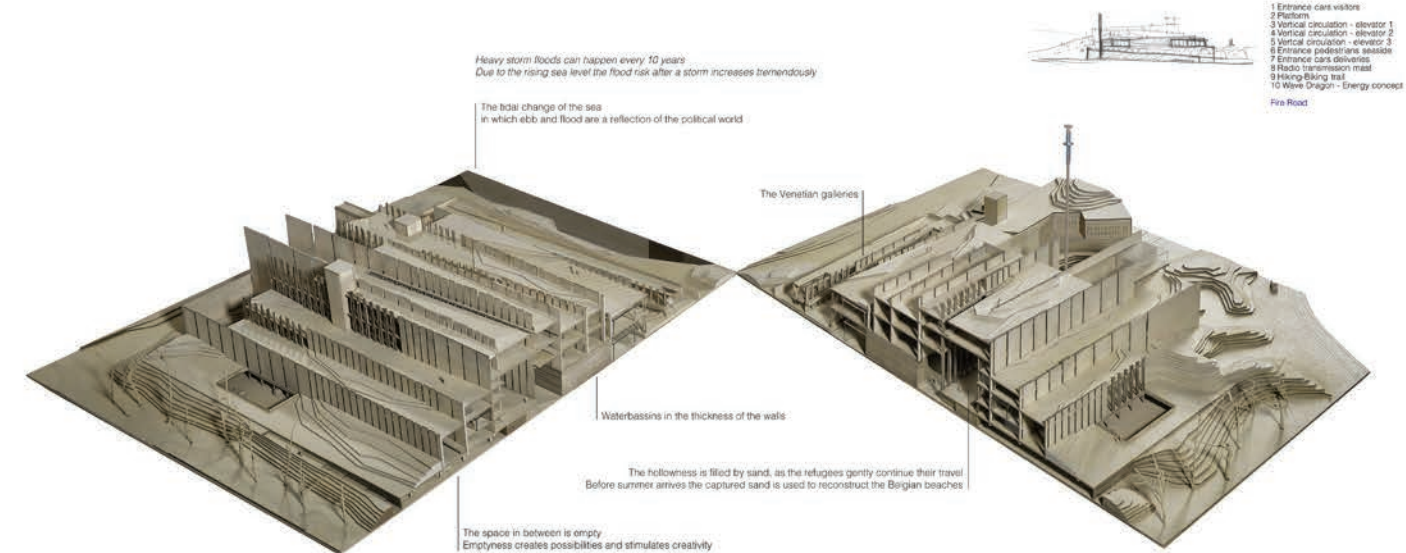 Heavy storm floods can happen every 10 years
Due to the rising sea level the flood risk after a storm increases tremendously
The tidal change of the sea
in which ebb and flood are a reflection of the political world
The Venetian galleries
Waterbassins in the thickness of the walls
The hollowness is filled by sand, as the refugees gently continue their travel
Before summer arrives the captured sand is used to reconstruct the Belgian beaches
The space in between is empty
Emptyness creates possibilities and stimulates creativity
1 Entrance cars visitors
2 Platform
3 Vertical circulation - elevator 1
4 Vertical circulation - elevator 2
5 Vertical circulation - elevator 3
6 Entrance pedestrians seaside
7 Entrance cars deliveries
8 Radio transmission mast
9 Hiking-Biking trail
10 Wave Dragon - Energy concept
Fire Road